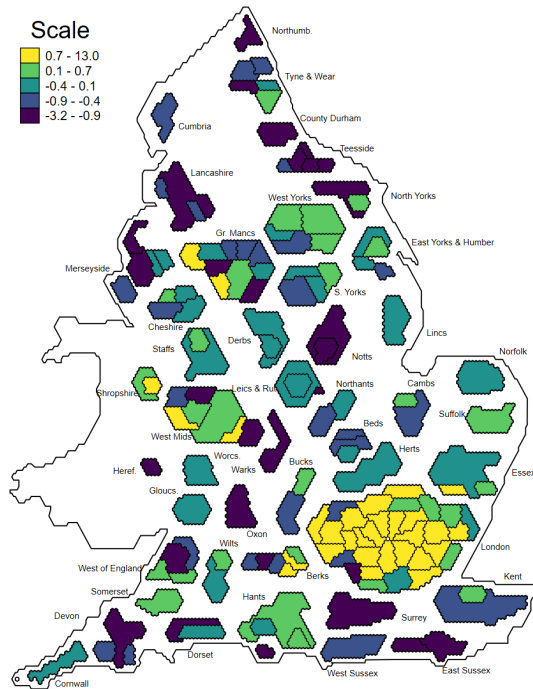 Scale
0.7 - 13.0
0.1 - 0.7
-0.4 - 0.1
-0.9 - -0.4
-3.2 - -0.9
Northumb.
Tyne & Wear
Cumbria
County Durham
Teesside
Lancashire
West Yorks
North Yorks
Gr. Mancs
East Yorks & Humber
Merseyside
S. Yorks
Cheshire
Staffs
Derbs
Notts
Lincs
Norfolk
Shropshire
Leics & Rut
Northants
Cambs
Suffolk
West Mids
Beds
Worcs.
Warks
Bucks
Herts
Heref.
Essex
Gloucs.
Oxon
Wilts
London
West of England
Berks
Kent
Somerset
Hants
Devon
Surrey
Dorset
West Sussex
East Sussex
Cornwall